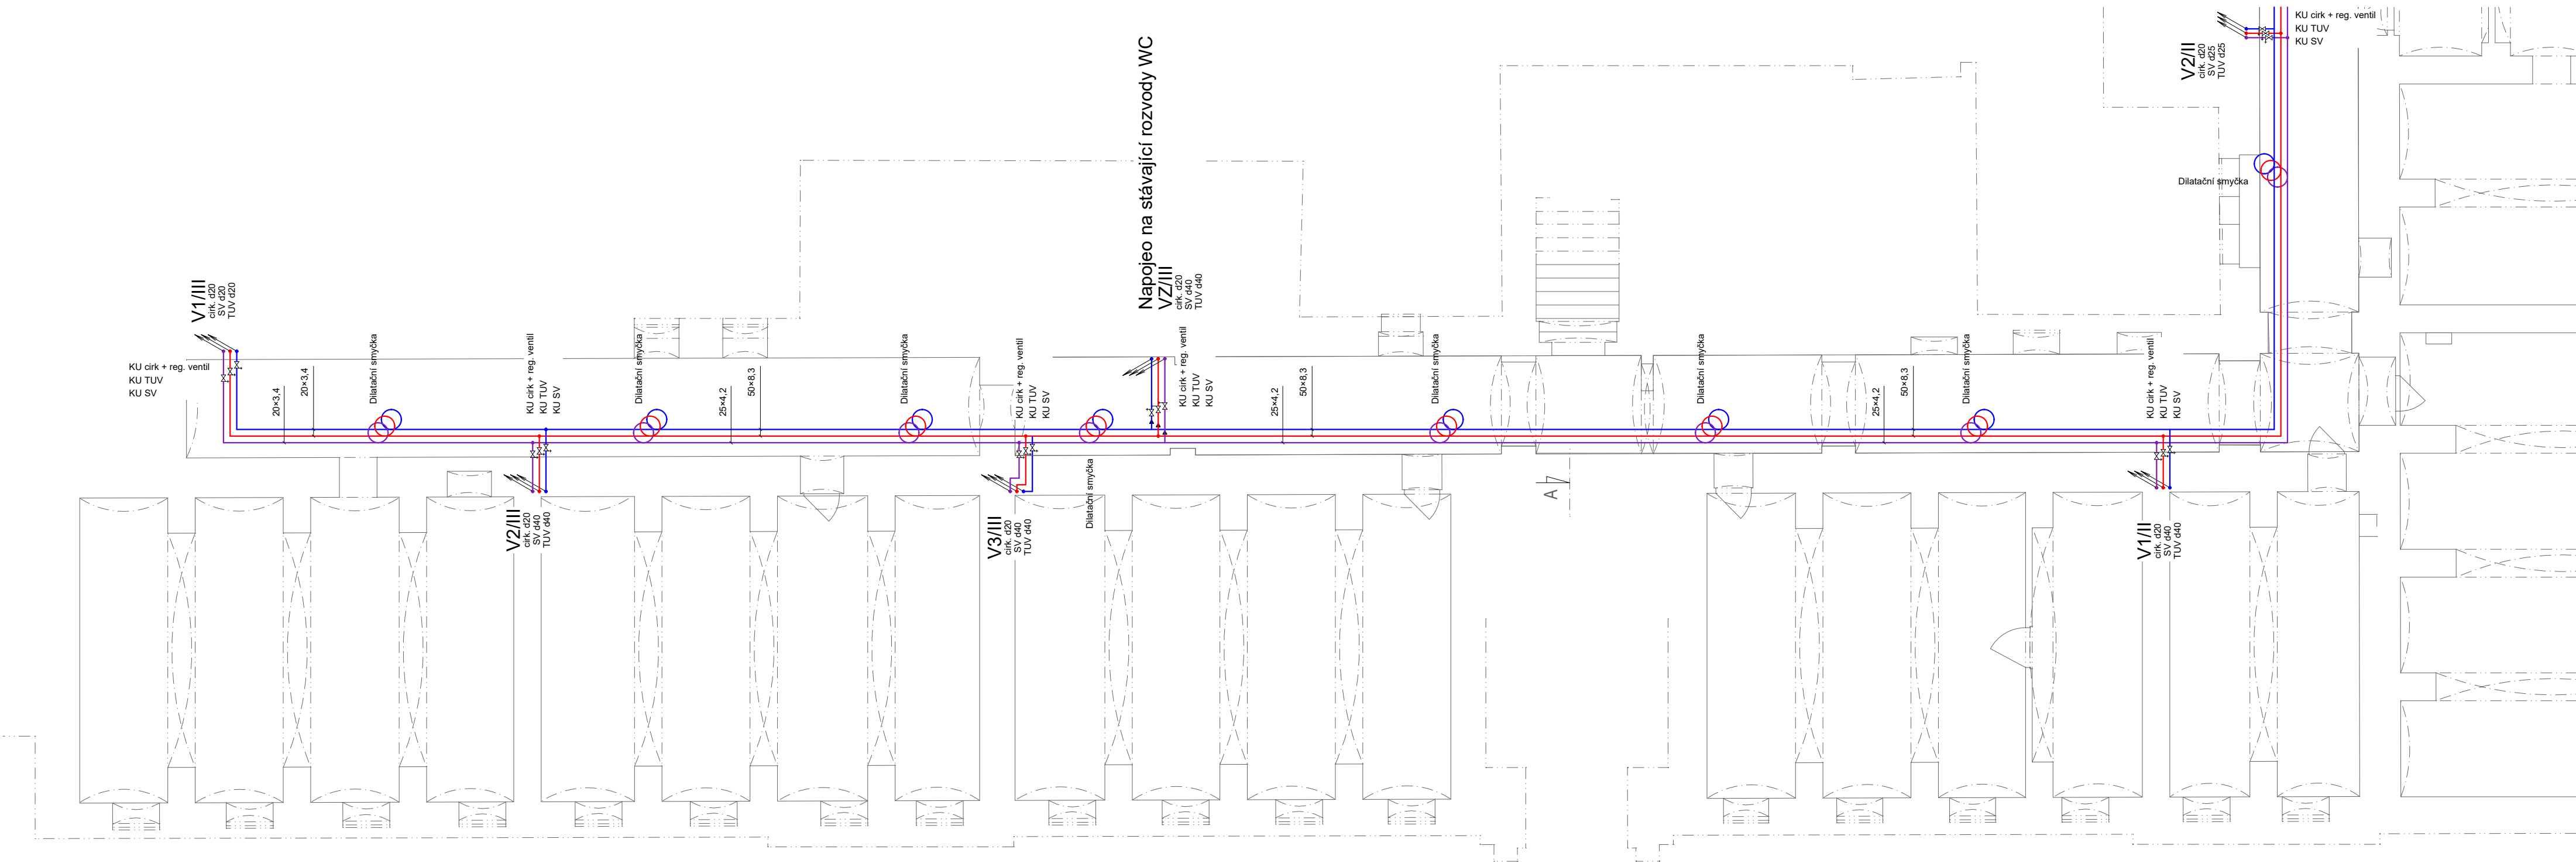 KU cirk + reg. ventil
KU TUV
KU SV
V2/II
cirk. d20
SV d25
TUV d25
Dilatační smyčka
Napojeo na stávající rozvody WC
VZ/III
cirk. d20
SV d40
TUV d40
KU cirk + reg. ventil
KU TUV
KU SV
V1/III
cirk. d20
SV d20
TUV d20
KU cirk + reg. ventil
KU TUV
KU SV
20×3,4
20×3,4
Dilatační smyčka
KU cirk + reg. ventil
KU TUV
KU SV
Dilatační smyčka
25×4,2
50×8,3
Dilatační smyčka
KU cirk + reg. ventil
KU TUV
KU SV
25×4,2
50×8,3
Dilatační smyčka
Dilatační smyčka
25×4,2
50×8,3
Dilatační smyčka
KU cirk + reg. ventil
KU TUV
KU SV
V2/III
cirk. d20
SV d40
TUV d40
V3/III
cirk. d20
SV d40
TUV d40
Dilatační smyčka
A
V1/II
cirk. d20
SV d40
TUV d40